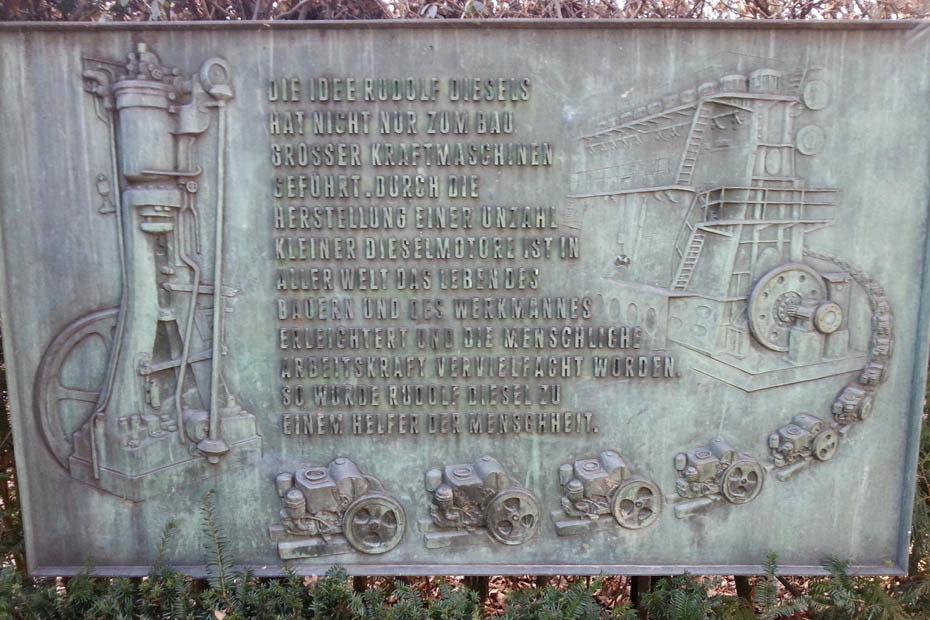 DIE IDEE RUDOLF DIESELS
HAT NICHT NUR ZUM BAU
GROSSER KRAFTMASCHINEN
GEFÜHRT. DURCH DIE
HERSTELLUNG EINER UNZAHL
KLEINER DIESELMOTORE IST IN
ALLER WELT DAS LEBEN DES
BAUERN UND DES WERKMANNES
ERLEICHTERT UND DIE MENSCHLICHE
ARBEITSKRAFT VERVIELFACHT WORDEN.
SO WURDE RUDOLF DIESEL ZU
EINEM HELFER DER MENSCHHEIT.